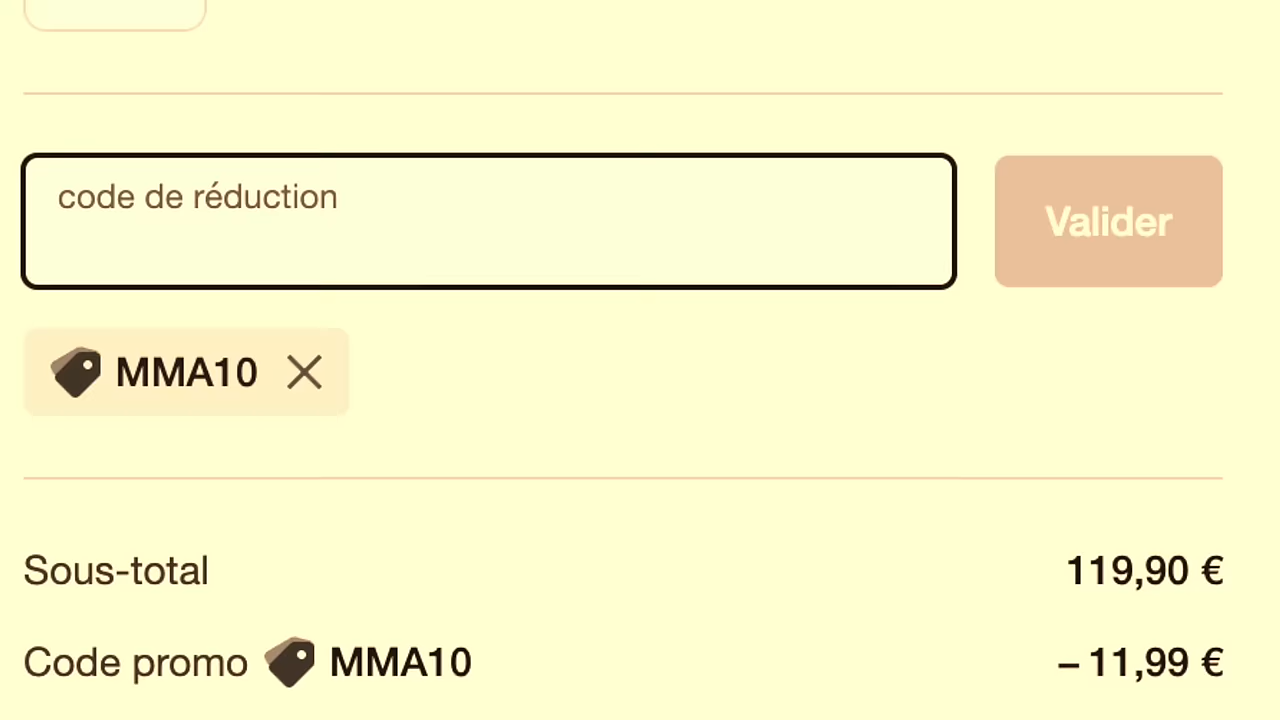 code de réduction
Valider
MMA10
Sous-total 119,90 €
Code promo MMA10 – 11,99 €